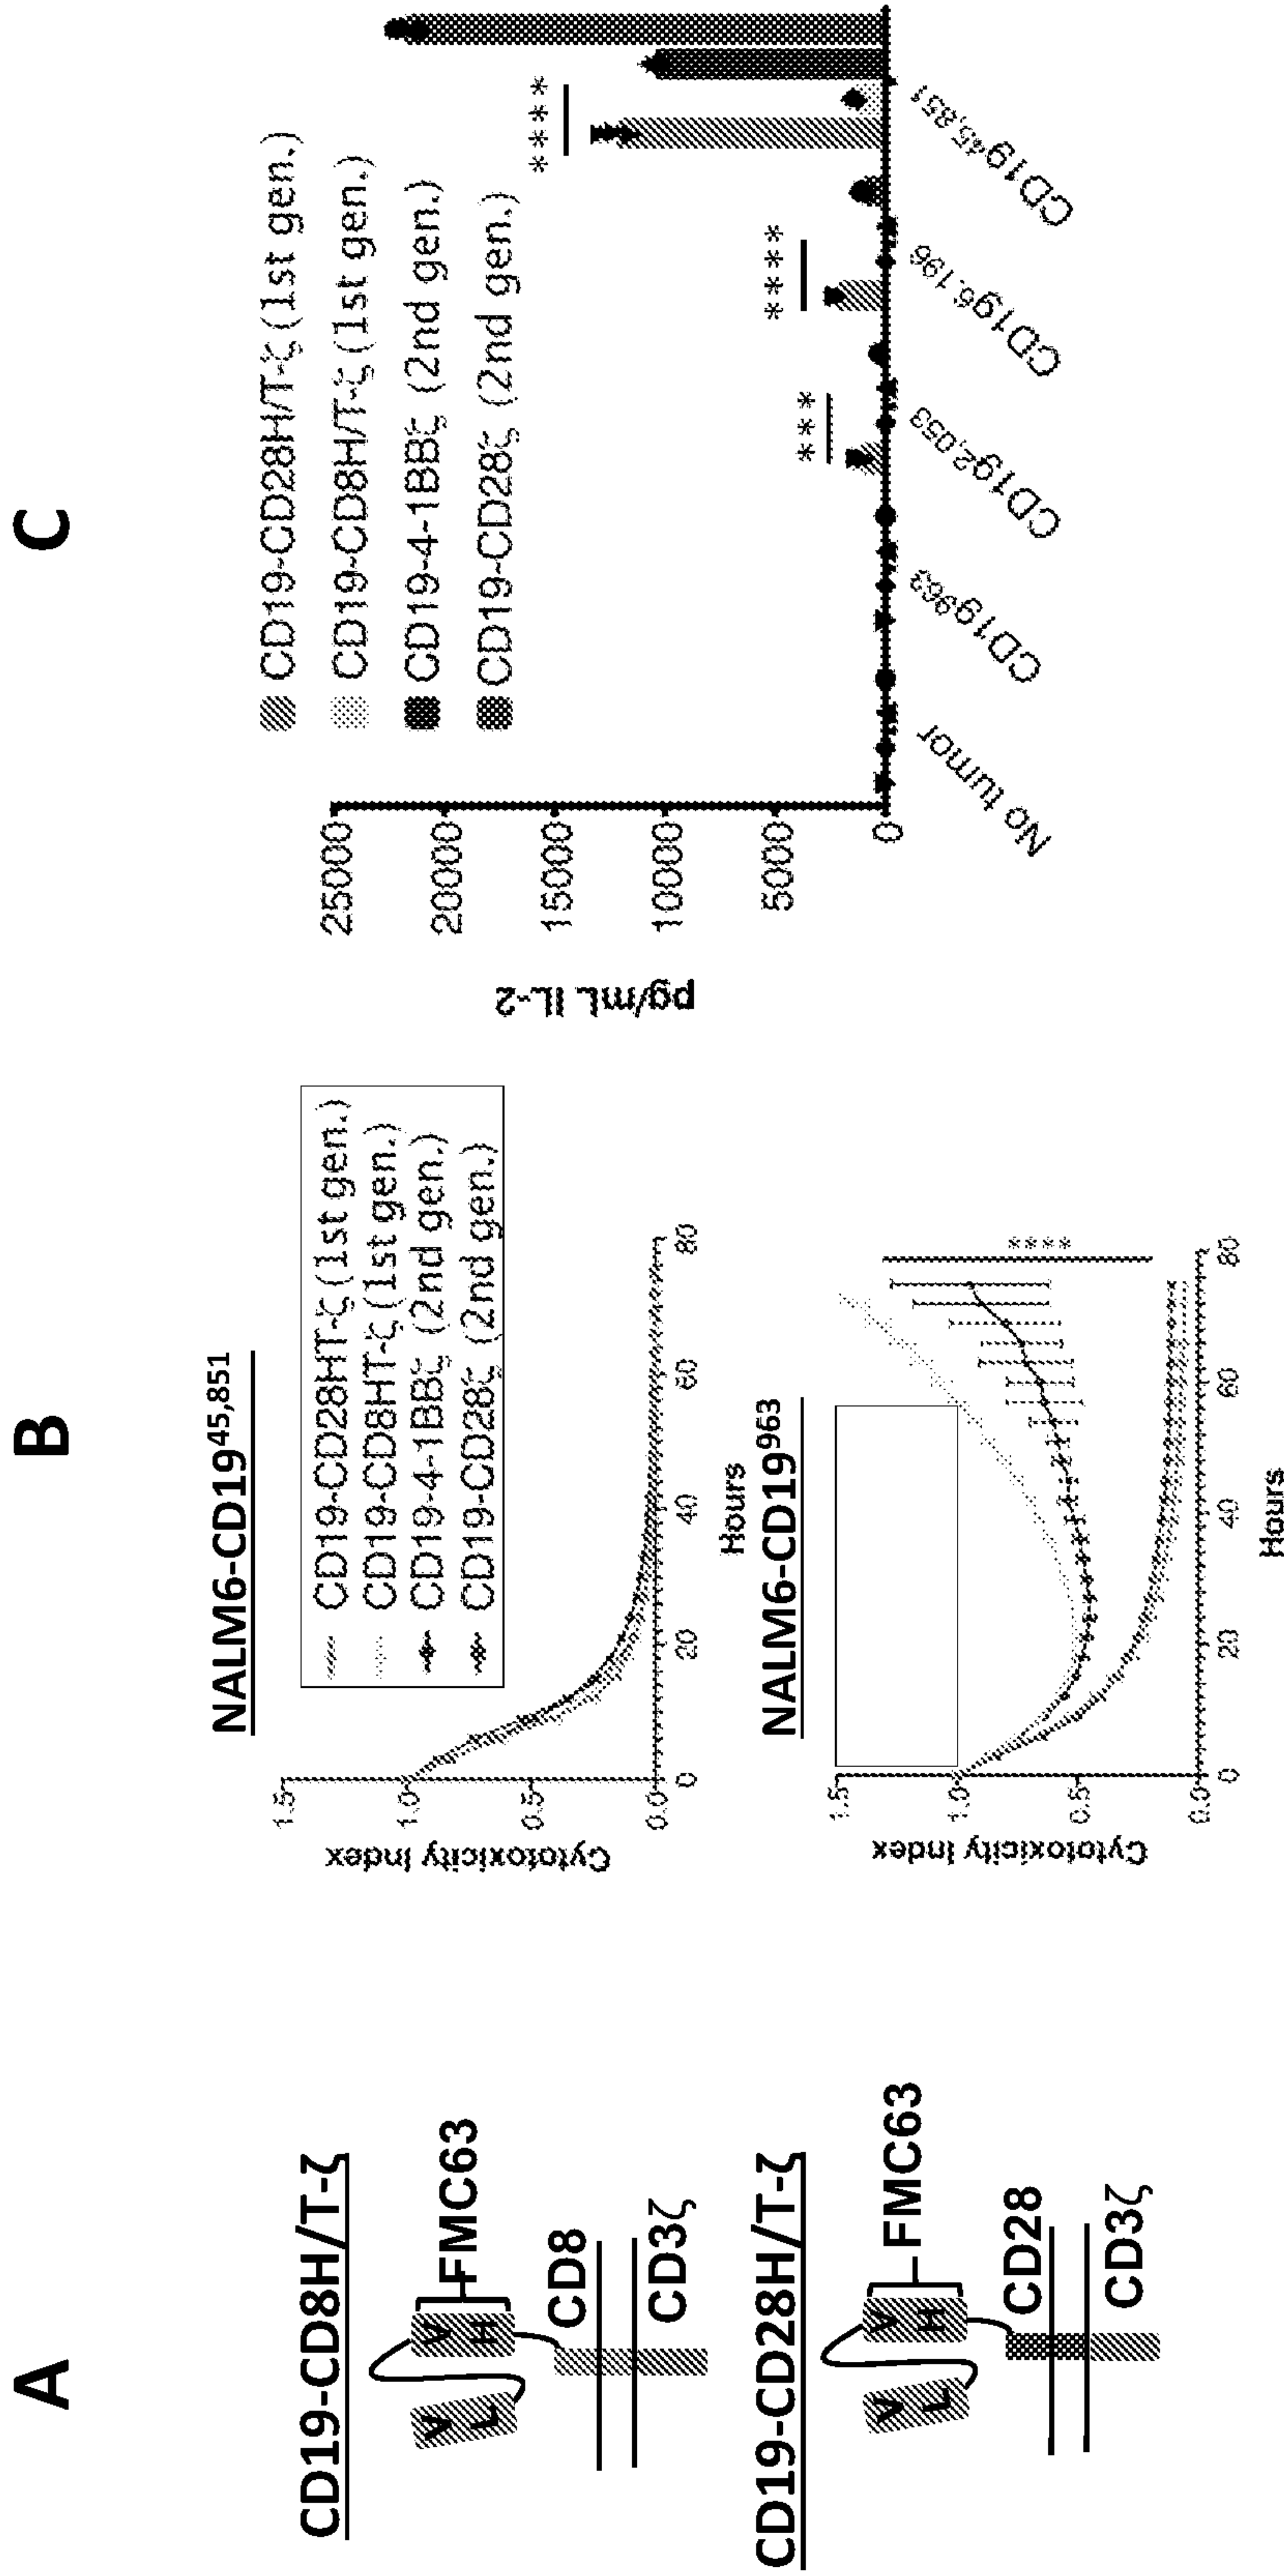 A
CD19-CD8H/T-ζ
V
L
V
H
FMC63
CD8
CD3ζ
CD19-CD28H/T-ζ
V
L
V
H
FMC63
CD28
CD3ζ
B
NALM6-CD19^45,851
CD19-CD28HT-ζ (1st gen.)
CD19-CD8HT-ζ (1st gen.)
CD19-4-1BBζ (2nd gen.)
CD19-CD28ζ (2nd gen.)
Cytotoxicity Index
1.5
1.0
0.5
0.0
0
20
40
60
80
Hours
NALM6-CD19^963
Cytotoxicity Index
1.5
1.0
0.5
0.0
0
20
40
60
80
****
Hours
C
CD19-CD28H/T-ζ (1st gen.)
CD19-CD8H/T-ζ (1st gen.)
CD19-4-1BBζ (2nd gen.)
CD19-CD28ζ (2nd gen.)
pg/mL IL-2
25000
20000
15000
10000
5000
0
***
****
****
No tumor
CD19^963
CD19^2,053
CD19^6,196
CD19^45,851